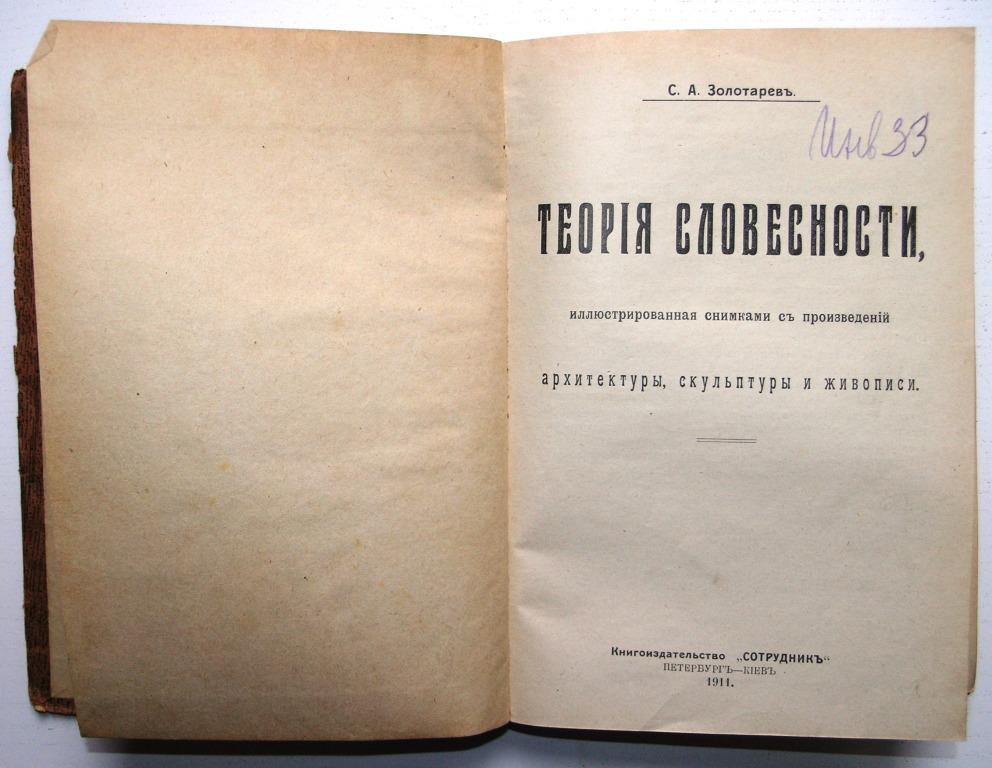 С. А. Золотаревъ.
Инв 33
ТЕОРІЯ СЛОВЕСНОСТИ,
иллюстрированная снимками съ произведеній
архитектуры, скульптуры и живописи.
Книгоиздательство „СОТРУДНИКЪ“
ПЕТЕРБУРГЪ—КІЕВЪ
1911.